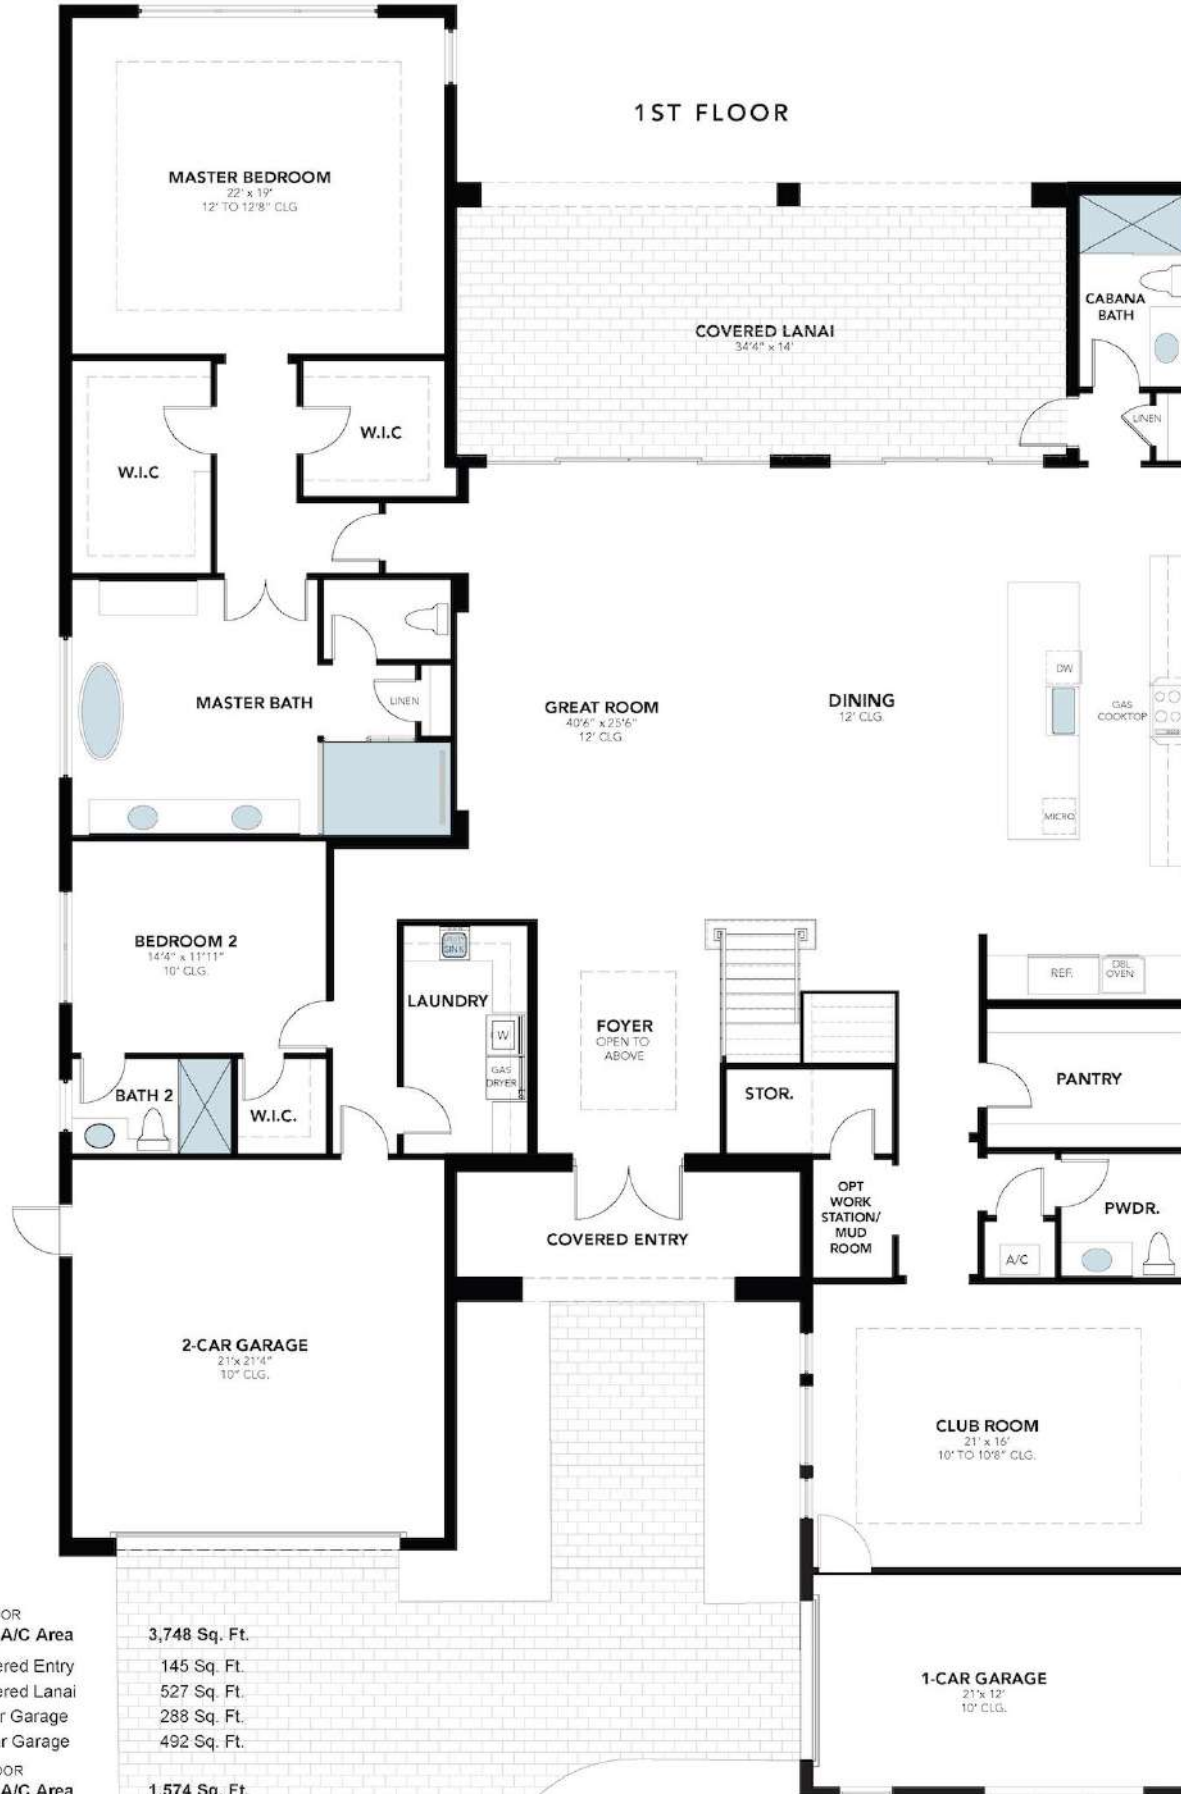 1ST FLOOR
MASTER BEDROOM
22' x 19'
12' TO 12'8" CLG
COVERED LANAI
34'4" x 14'
CABANA
BATH
LINEN
W.I.C
W.I.C
MASTER BATH
LINEN
GREAT ROOM
40'6" x 25'6"
12' CLG.
DINING
12' CLG.
DW
GAS
COOKTOP
MICRO
BEDROOM 2
14'4" x 11'11"
10' CLG.
SINK
LAUNDRY
W
GAS
DRYER
FOYER
OPEN TO
ABOVE
REF.
DBL
OVEN
PANTRY
STOR.
BATH 2
W.I.C.
OPT
WORK
STATION/
MUD
ROOM
PWDR.
A/C
COVERED ENTRY
2-CAR GARAGE
21'x 21'4"
10" CLG.
CLUB ROOM
21' x 16'
10' TO 10'8" CLG.
1-CAR GARAGE
21'x 12'
10' CLG.
OR
A/C Area 3,748 Sq. Ft.
ered Entry 145 Sq. Ft.
ered Lanai 527 Sq. Ft.
r Garage 288 Sq. Ft.
r Garage 492 Sq. Ft.
OOR
A/C Area 1,574 Sq. Ft.